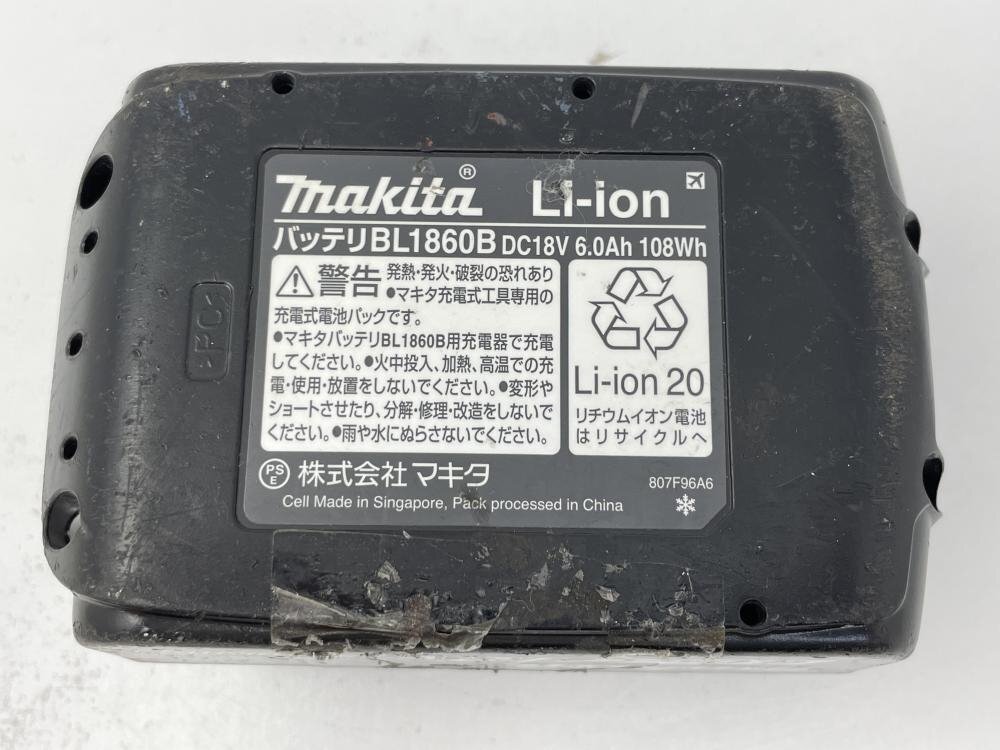 makita® Li-ion
バッテリBL1860B DC18V 6.0Ah 108Wh
警告 発熱・発火・破裂の恐れあり
●マキタ充電式工具専用の
充電式電池パックです。
●マキタバッテリBL1860B用充電器で充電
してください。●火中投入、加熱、高温での充
電・使用・放置をしないでください。●変形や
ショートさせたり、分解・修理・改造をしないで
ください。●雨や水にぬらさないでください。
Li-ion 20
リチウムイオン電池
はリサイクルへ
PSE 株式会社 マキタ
807F96A6
Cell Made in Singapore, Pack processed in China
>PC<